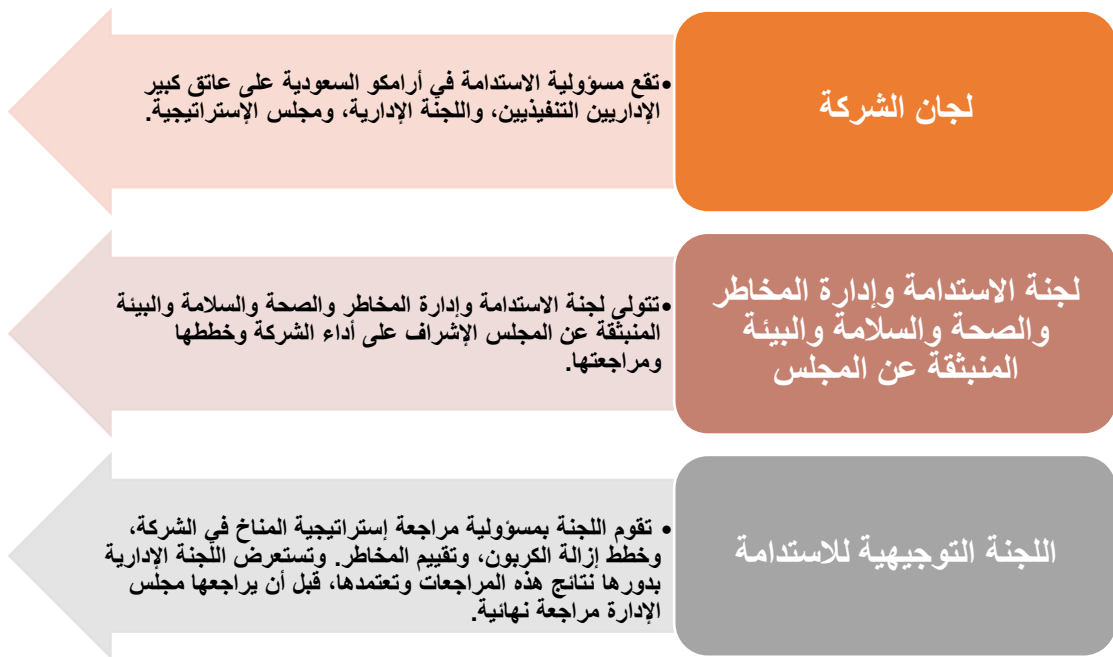 لجان الشركة
•تقع مسؤولية الاستدامة في أرامكو السعودية على عاتق كبير
الإداريين التنفيذيين، واللجنة الإدارية، ومجلس الإستراتيجية.
لجنة الاستدامة وإدارة المخاطر
والصحة والسلامة والبيئة
المنبثقة عن المجلس
•تتولى لجنة الاستدامة وإدارة المخاطر والصحة والسلامة والبيئة
المنبثقة عن المجلس الإشراف على أداء الشركة وخططها
ومراجعتها.
اللجنة التوجيهية للاستدامة
• تقوم اللجنة بمسؤولية مراجعة إستراتيجية المناخ في الشركة،
وخطط إزالة الكربون، وتقييم المخاطر. وتستعرض اللجنة الإدارية
بدورها نتائج هذه المراجعات وتعتمدها، قبل أن يراجعها مجلس
الإدارة مراجعة نهائية.